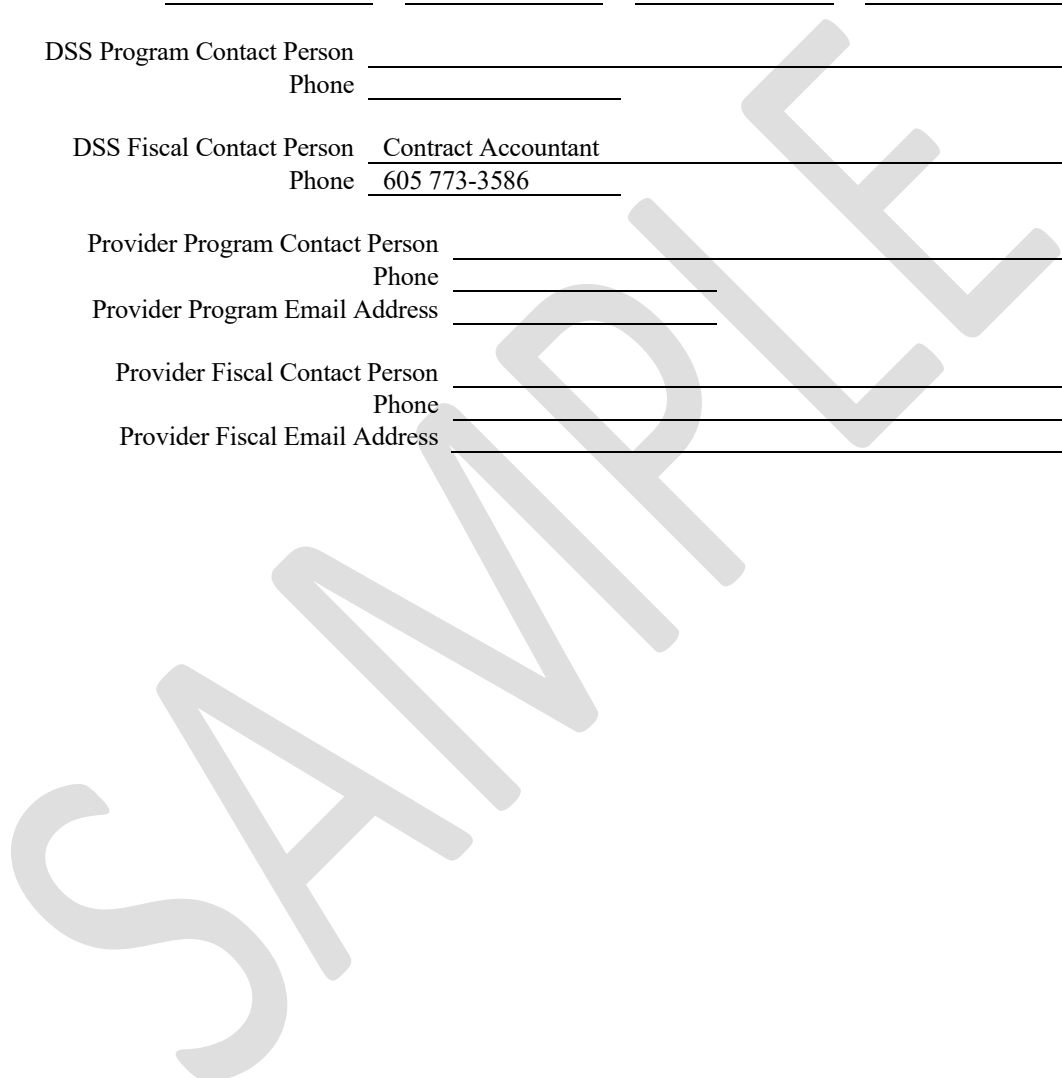 DSS Program Contact Person
Phone
DSS Fiscal Contact Person Contract Accountant
Phone 605 773-3586
Provider Program Contact Person
Phone
Provider Program Email Address
Provider Fiscal Contact Person
Phone
Provider Fiscal Email Address
SAMPLE